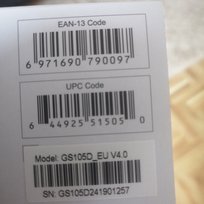 EAN-13 Code
6 971690 790097
UPC Code
6 44925 51505 0
Model: GS105D_EU V4.0
SN: GS105D241901257